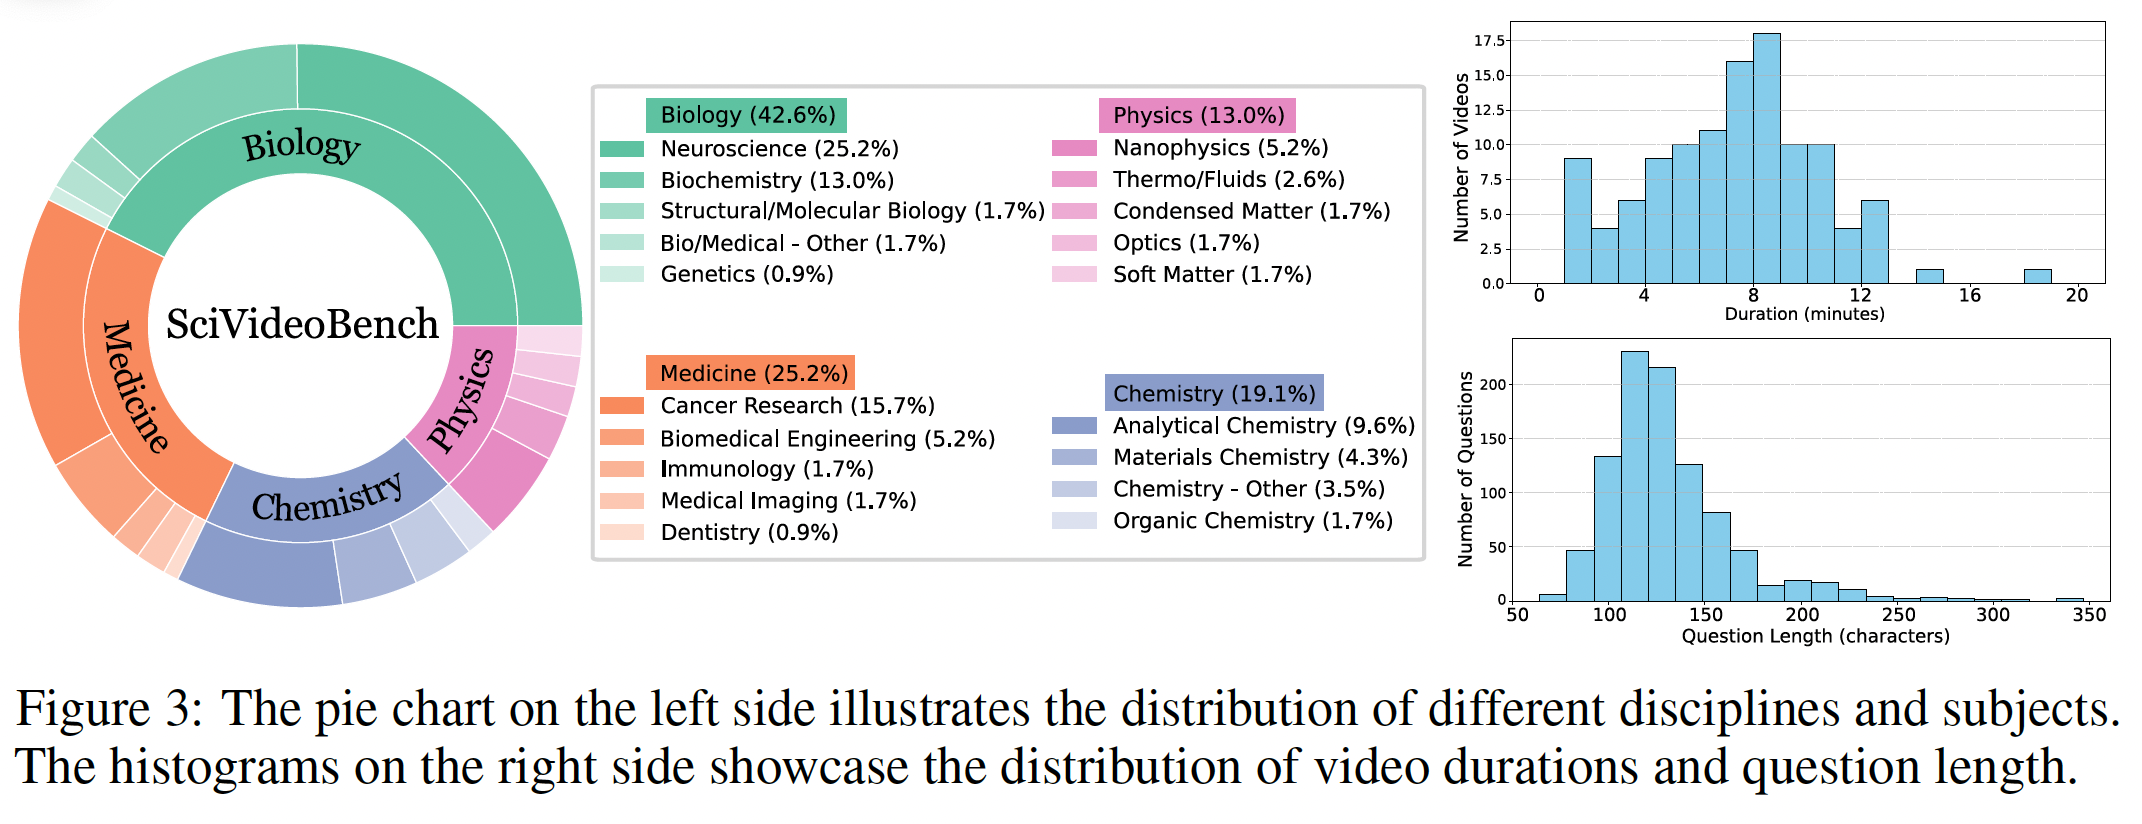 Biology
Medicine
Chemistry
Physics
SciVideoBench
Biology (42.6%)
Neuroscience (25.2%)
Biochemistry (13.0%)
Structural/Molecular Biology (1.7%)
Bio/Medical - Other (1.7%)
Genetics (0.9%)
Medicine (25.2%)
Cancer Research (15.7%)
Biomedical Engineering (5.2%)
Immunology (1.7%)
Medical Imaging (1.7%)
Dentistry (0.9%)
Physics (13.0%)
Nanophysics (5.2%)
Thermo/Fluids (2.6%)
Condensed Matter (1.7%)
Optics (1.7%)
Soft Matter (1.7%)
Chemistry (19.1%)
Analytical Chemistry (9.6%)
Materials Chemistry (4.3%)
Chemistry - Other (3.5%)
Organic Chemistry (1.7%)
Number of Videos
17.5
15.0
12.5
10.0
7.5
5.0
2.5
0.0
0 4 8 12 16 20
Duration (minutes)
Number of Questions
200
150
100
50
0
50 100 150 200 250 300 350
Question Length (characters)
Figure 3: The pie chart on the left side illustrates the distribution of different disciplines and subjects.
The histograms on the right side showcase the distribution of video durations and question length.